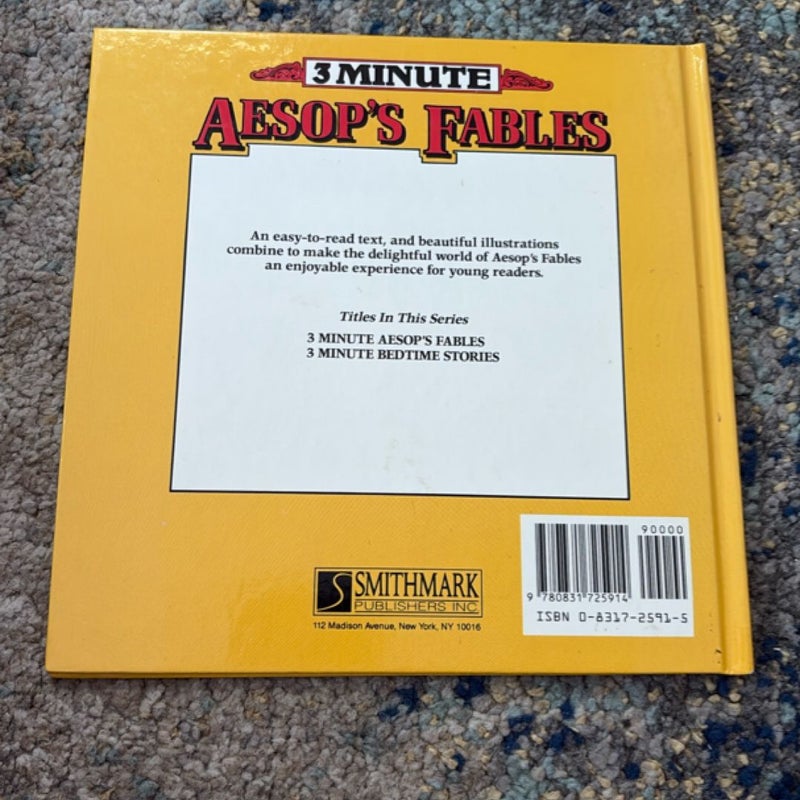 3 MINUTE
AESOP'S FABLES
An easy-to-read text, and beautiful illustrations
combine to make the delightful world of Aesop's Fables
an enjoyable experience for young readers.
Titles In This Series
3 MINUTE AESOP'S FABLES
3 MINUTE BEDTIME STORIES
90000
9 780831 725914
ISBN 0-8317-2591-5
S SMITHMARK
PUBLISHERS INC
112 Madison Avenue, New York, NY 10016